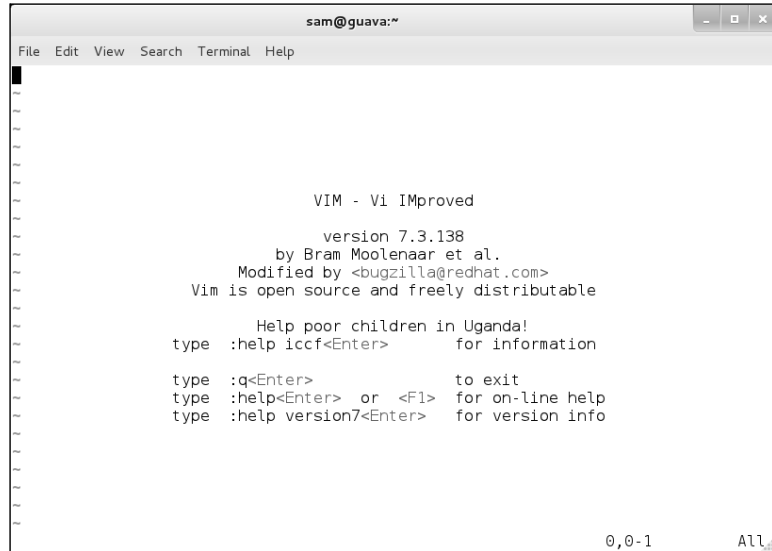 sam@guava:~
File Edit View Search Terminal Help
~
~
~
~
~
~
~ VIM - Vi IMproved
~
~ version 7.3.138
~ by Bram Moolenaar et al.
~ Modified by <bugzilla@redhat.com>
~ Vim is open source and freely distributable
~
~ Help poor children in Uganda!
~ type :help iccf<Enter> for information
~
~ type :q<Enter> to exit
~ type :help<Enter> or <F1> for on-line help
~ type :help version7<Enter> for version info
~
~
~
~
~
~
0,0-1 All